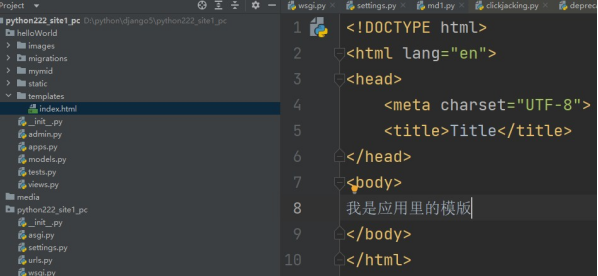 Project
python222_site1_pc D:\python\django5\python222_site1_pc
helloWorld
images
migrations
mymid
static
templates
index.html
__init__.py
admin.py
apps.py
models.py
tests.py
views.py
media
python222_site1_pc
__init__.py
asgi.py
settings.py
urls.py
wsgi.py
wsgi.py settings.py md1.py clickjacking.py depreca
1 <!DOCTYPE html>
2 <html lang="en">
3 <head>
4 <meta charset="UTF-8">
5 <title>Title</title>
6 </head>
7 <body>
8 我是应用里的模版
9 </body>
10 </html>